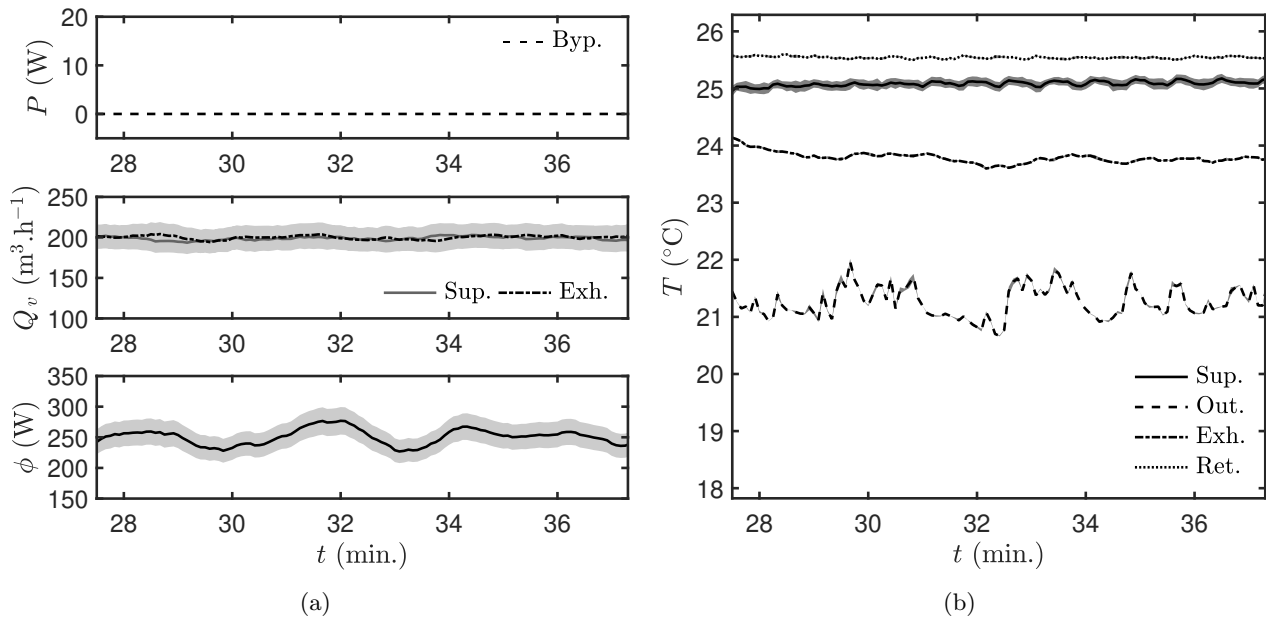 P (W)
20
10
0
Byp.
28 30 32 34 36
Q_v (m³.h⁻¹)
250
200
150
100
Sup. Exh.
28 30 32 34 36
ϕ (W)
350
300
250
200
150
28 30 32 34 36
t (min.)
(a)
T (°C)
26
25
24
23
22
21
20
19
18
Sup.
Out.
Exh.
Ret.
28 30 32 34 36
t (min.)
(b)